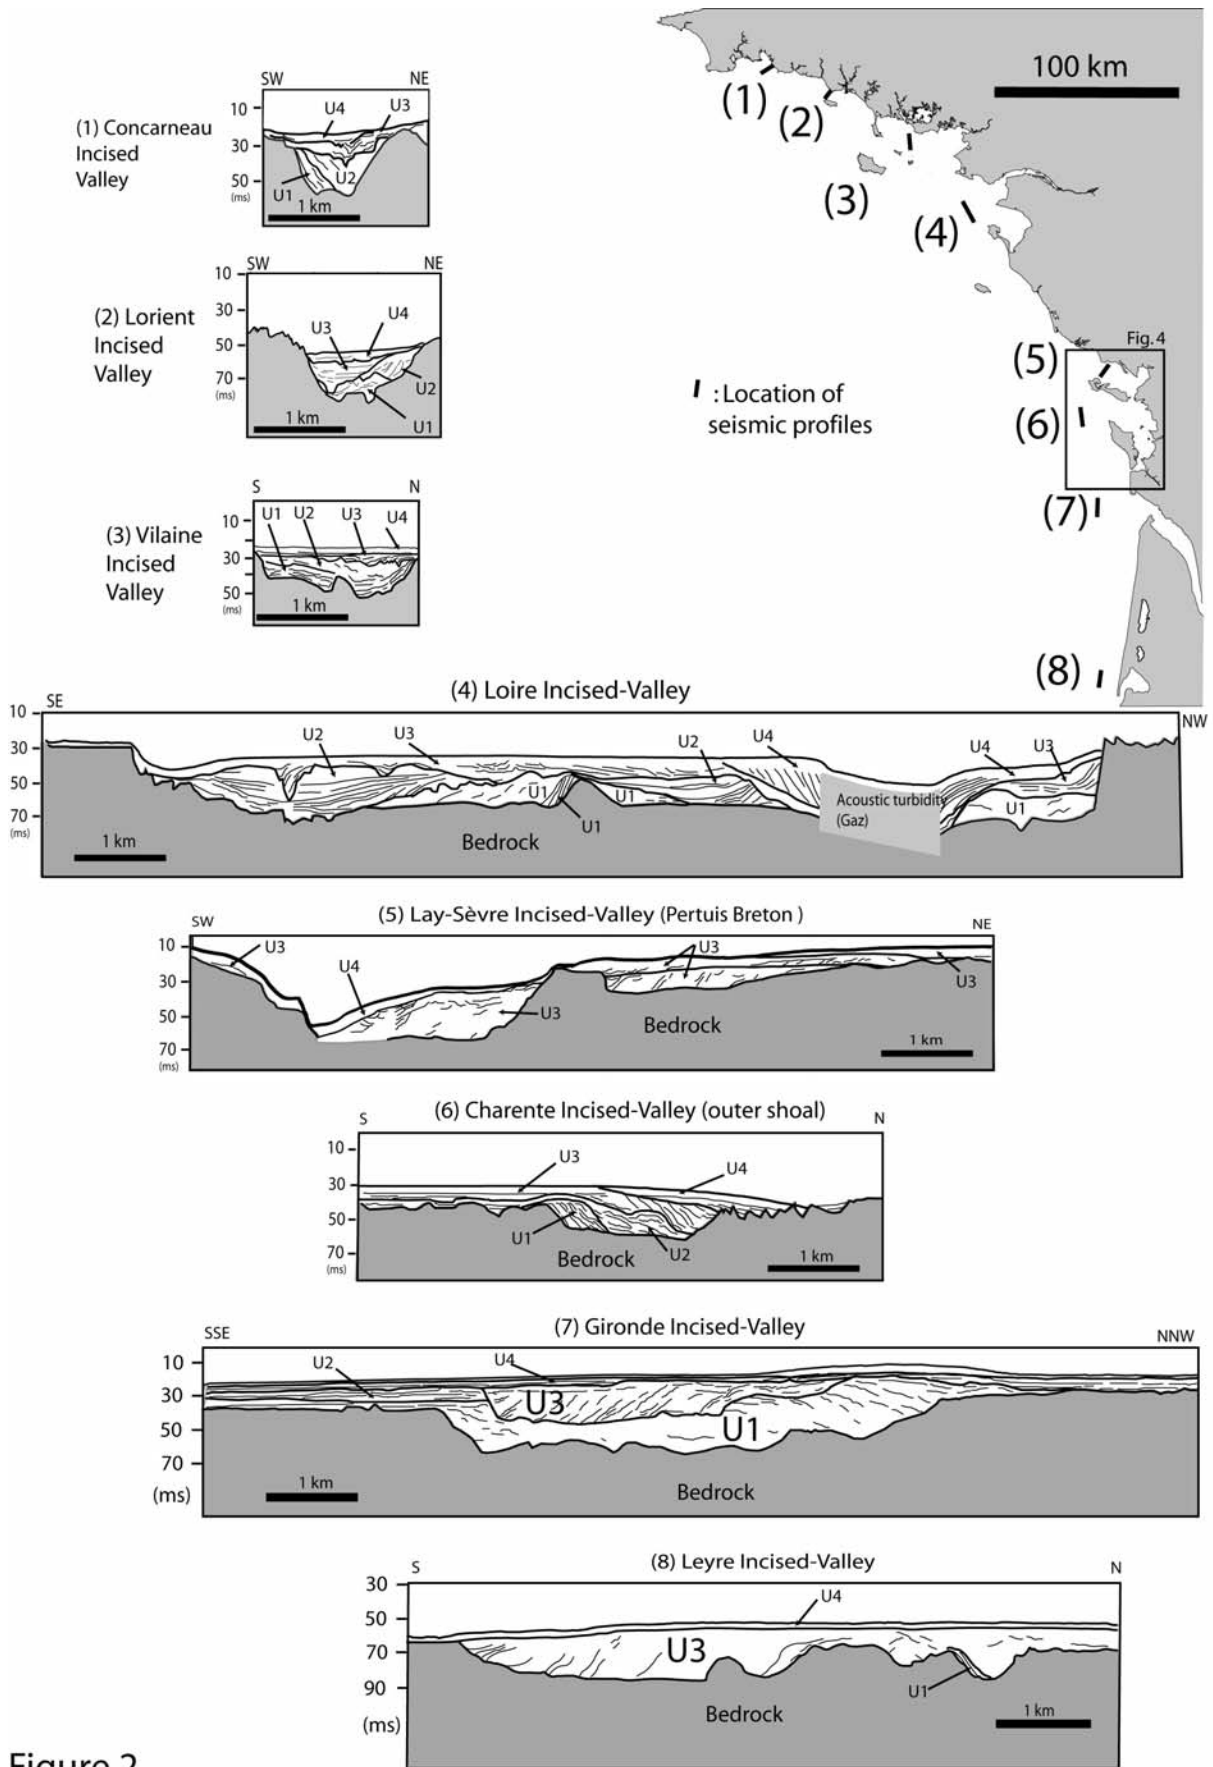 100 km
(1)
(2)
(3)
(4)
(5)
Fig. 4
(6)
(7)
(8)
: Location of
seismic profiles
(1) Concarneau
Incised
Valley
SW
NE
10
30
50
(ms)
U4
U3
U2
U1
1 km
(2) Lorient
Incised
Valley
SW
NE
10
30
50
70
(ms)
U3
U4
U2
U1
1 km
(3) Vilaine
Incised
Valley
S
N
10
30
50
(ms)
U1
U2
U3
U4
1 km
(4) Loire Incised-Valley
SE
NW
10
30
50
70
(ms)
U2
U3
U2
U4
U4
U3
U1
U1
U1
U1
Acoustic turbidity
(Gaz)
Bedrock
1 km
(5) Lay-Sèvre Incised-Valley (Pertuis Breton )
SW
NE
10
30
50
70
(ms)
U3
U4
U3
U3
U3
Bedrock
1 km
(6) Charente Incised-Valley (outer shoal)
S
N
10
30
50
70
(ms)
U3
U4
U1
U2
Bedrock
1 km
(7) Gironde Incised-Valley
SSE
NNW
10
30
50
70
(ms)
U2
U4
U3
U1
1 km
Bedrock
(8) Leyre Incised-Valley
S
N
30
50
70
90
(ms)
U4
U3
U1
Bedrock
1 km
Figure 2